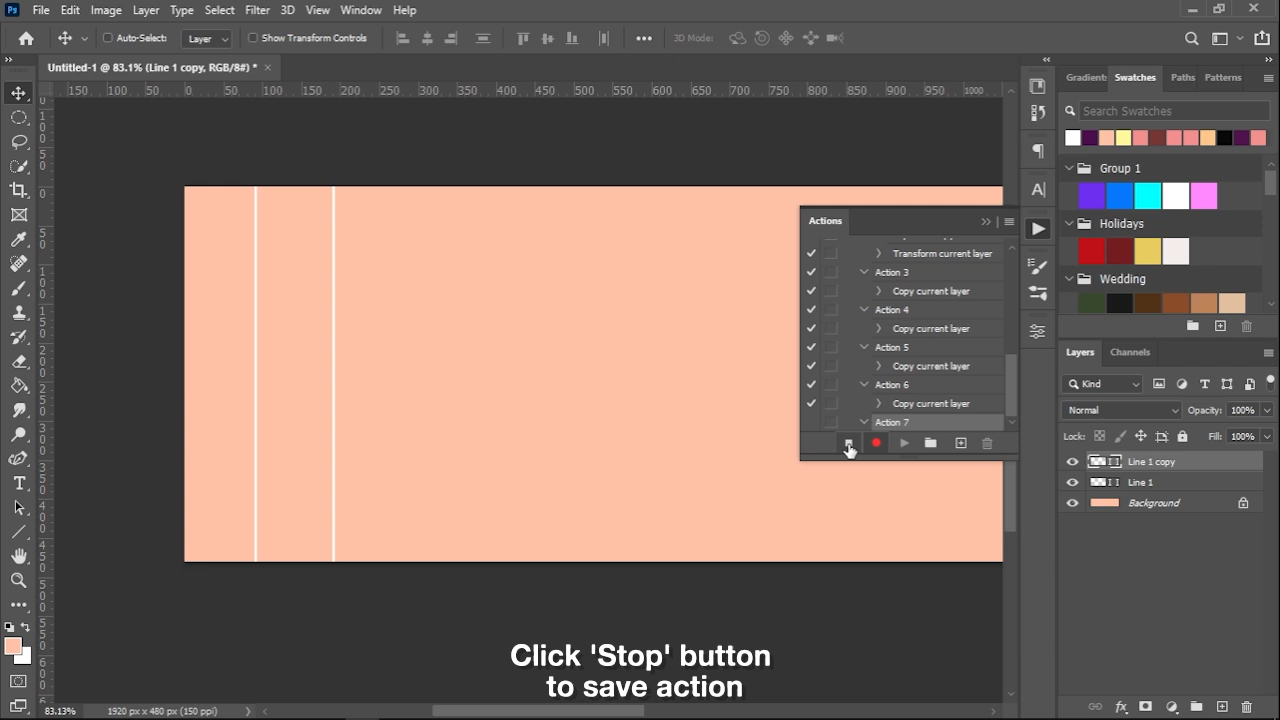 Ps File Edit Image Layer Type Select Filter 3D View Window Help
Auto-Select: Layer Show Transform Controls 3D Mode:
Untitled-1 @ 83.1% (Line 1 copy, RGB/8#) * ×
150 100 50 0 50 100 150 200 250 300 350 400 450 500 550 600 650 700 750 800 850 900 950 1000
Gradients Swatches Paths Patterns
Search Swatches
Group 1
Holidays
Wedding
Actions
Transform current layer
Action 3
Copy current layer
Action 4
Copy current layer
Action 5
Copy current layer
Action 6
Copy current layer
Action 7
Layers Channels
Kind
Normal Opacity: 100%
Lock: Fill: 100%
Line 1 copy
Line 1
Background
Click 'Stop' button
to save action
83.13% 1920 px x 480 px (150 ppi)